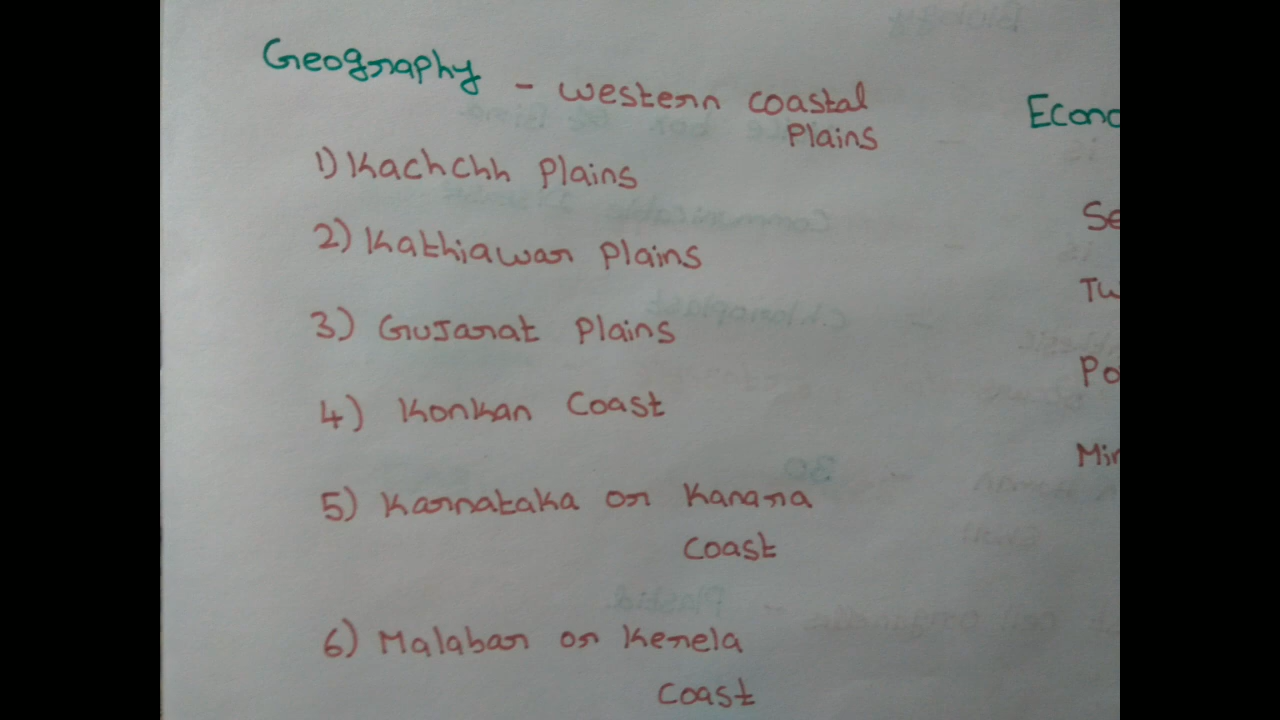 Geography - Western Coastal
Plains
1) Kachchh Plains
2) Kathiawar Plains
3) Gujarat Plains
4) Konkan Coast
5) Karnataka or Kanara
Coast
6) Malabar or Kerela
Coast
Econo
Se
Tw
Po
Min